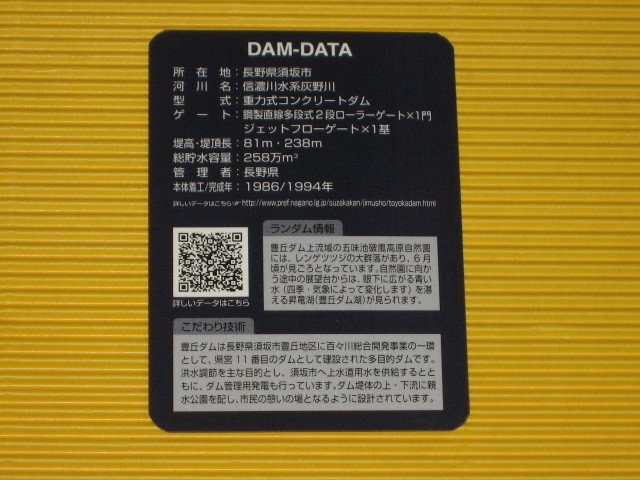 DAM-DATA
所在地：長野県須坂市
河川名：信濃川水系灰野川
型式：重力式コンクリートダム
ゲート：鋼製直線多段式2段ローラーゲート×1門
ジェットフローゲート×1基
堤高・堤頂長：81m・238m
総貯水容量：258万m³
管理者：長野県
本体着工/完成年：1986/1994年
詳しいデータはこちら☞http://www.pref.nagano.lg.jp/suzakaken/jimusho/toyokadam.html
ランダム情報
豊丘ダム上流域の五味池破風高原自然園
には、レンゲツツジの大群落があり、6月
頃が見ごろとなっています。自然園に向か
う途中の展望台からは、眼下に広がる青い
水（四季・気象によって変化します）を湛
える昇竜湖(豊丘ダム湖)が見られます。
詳しいデータはこちら
こだわり技術
豊丘ダムは長野県須坂市豊丘地区に百々川総合開発事業の一環
として、県営11番目のダムとして建設された多目的ダムです。
洪水調節を主な目的とし、須坂市へ上水道用水を供給するとと
もに、ダム管理用発電も行っています。ダム堤体の上・下流に親
水公園を配し、市民の憩いの場となるように設計されています。